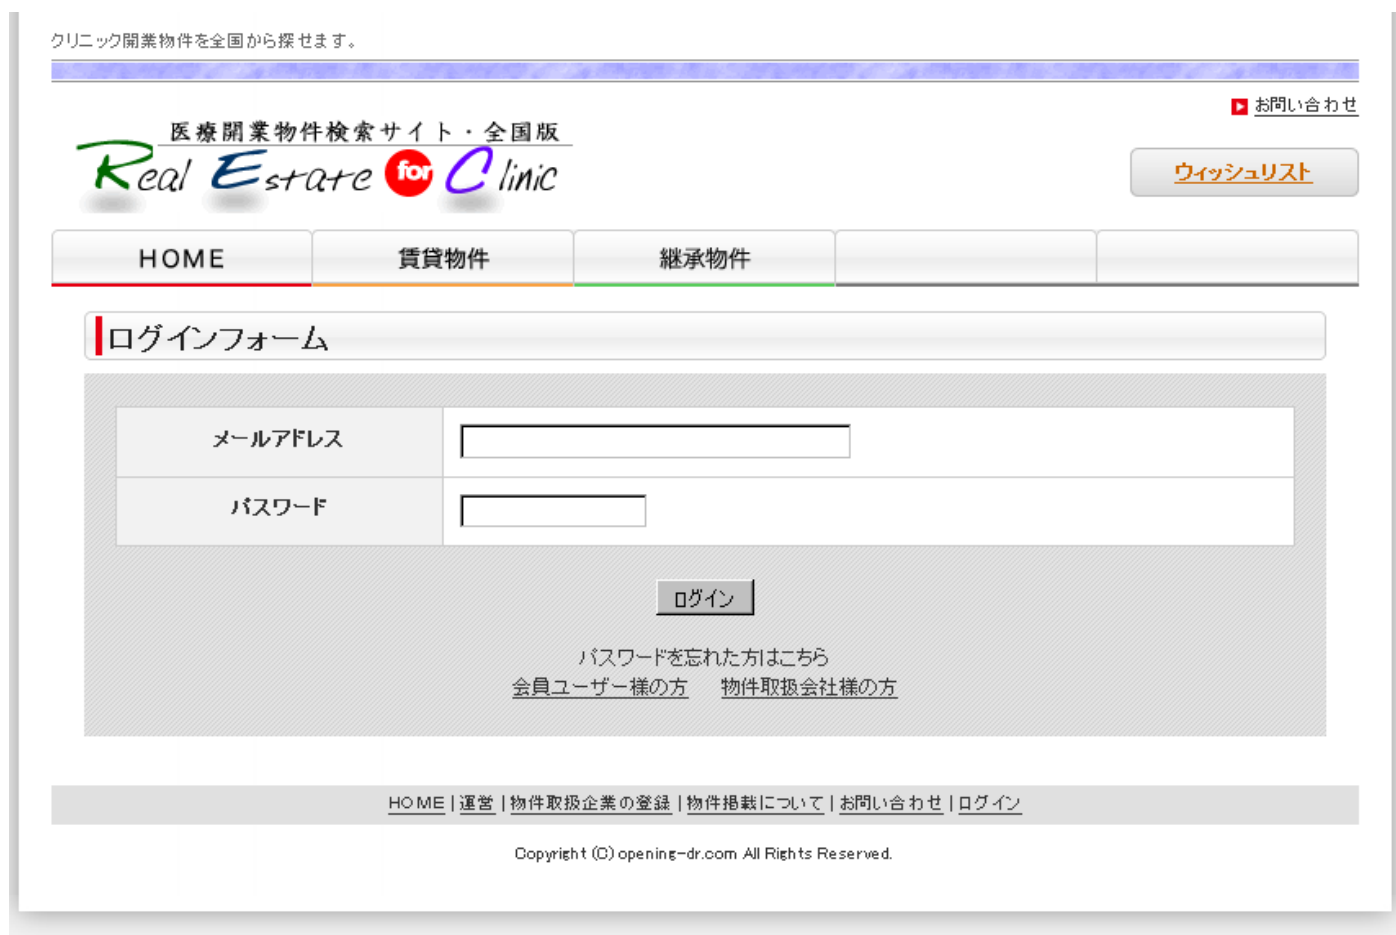 クリニック開業物件を全国から探せます。
お問い合わせ
医療開業物件検索サイト・全国版
Real Estate for Clinic
ウィッシュリスト
HOME 賃貸物件 継承物件
ログインフォーム
メールアドレス
パスワード
ログイン
パスワードを忘れた方はこちら
会員ユーザー様の方 物件取扱会社様の方
HOME | 運営 | 物件取扱企業の登録 | 物件掲載について | お問い合わせ | ログイン
Copyright (C) opening-dr.com All Rights Reserved.